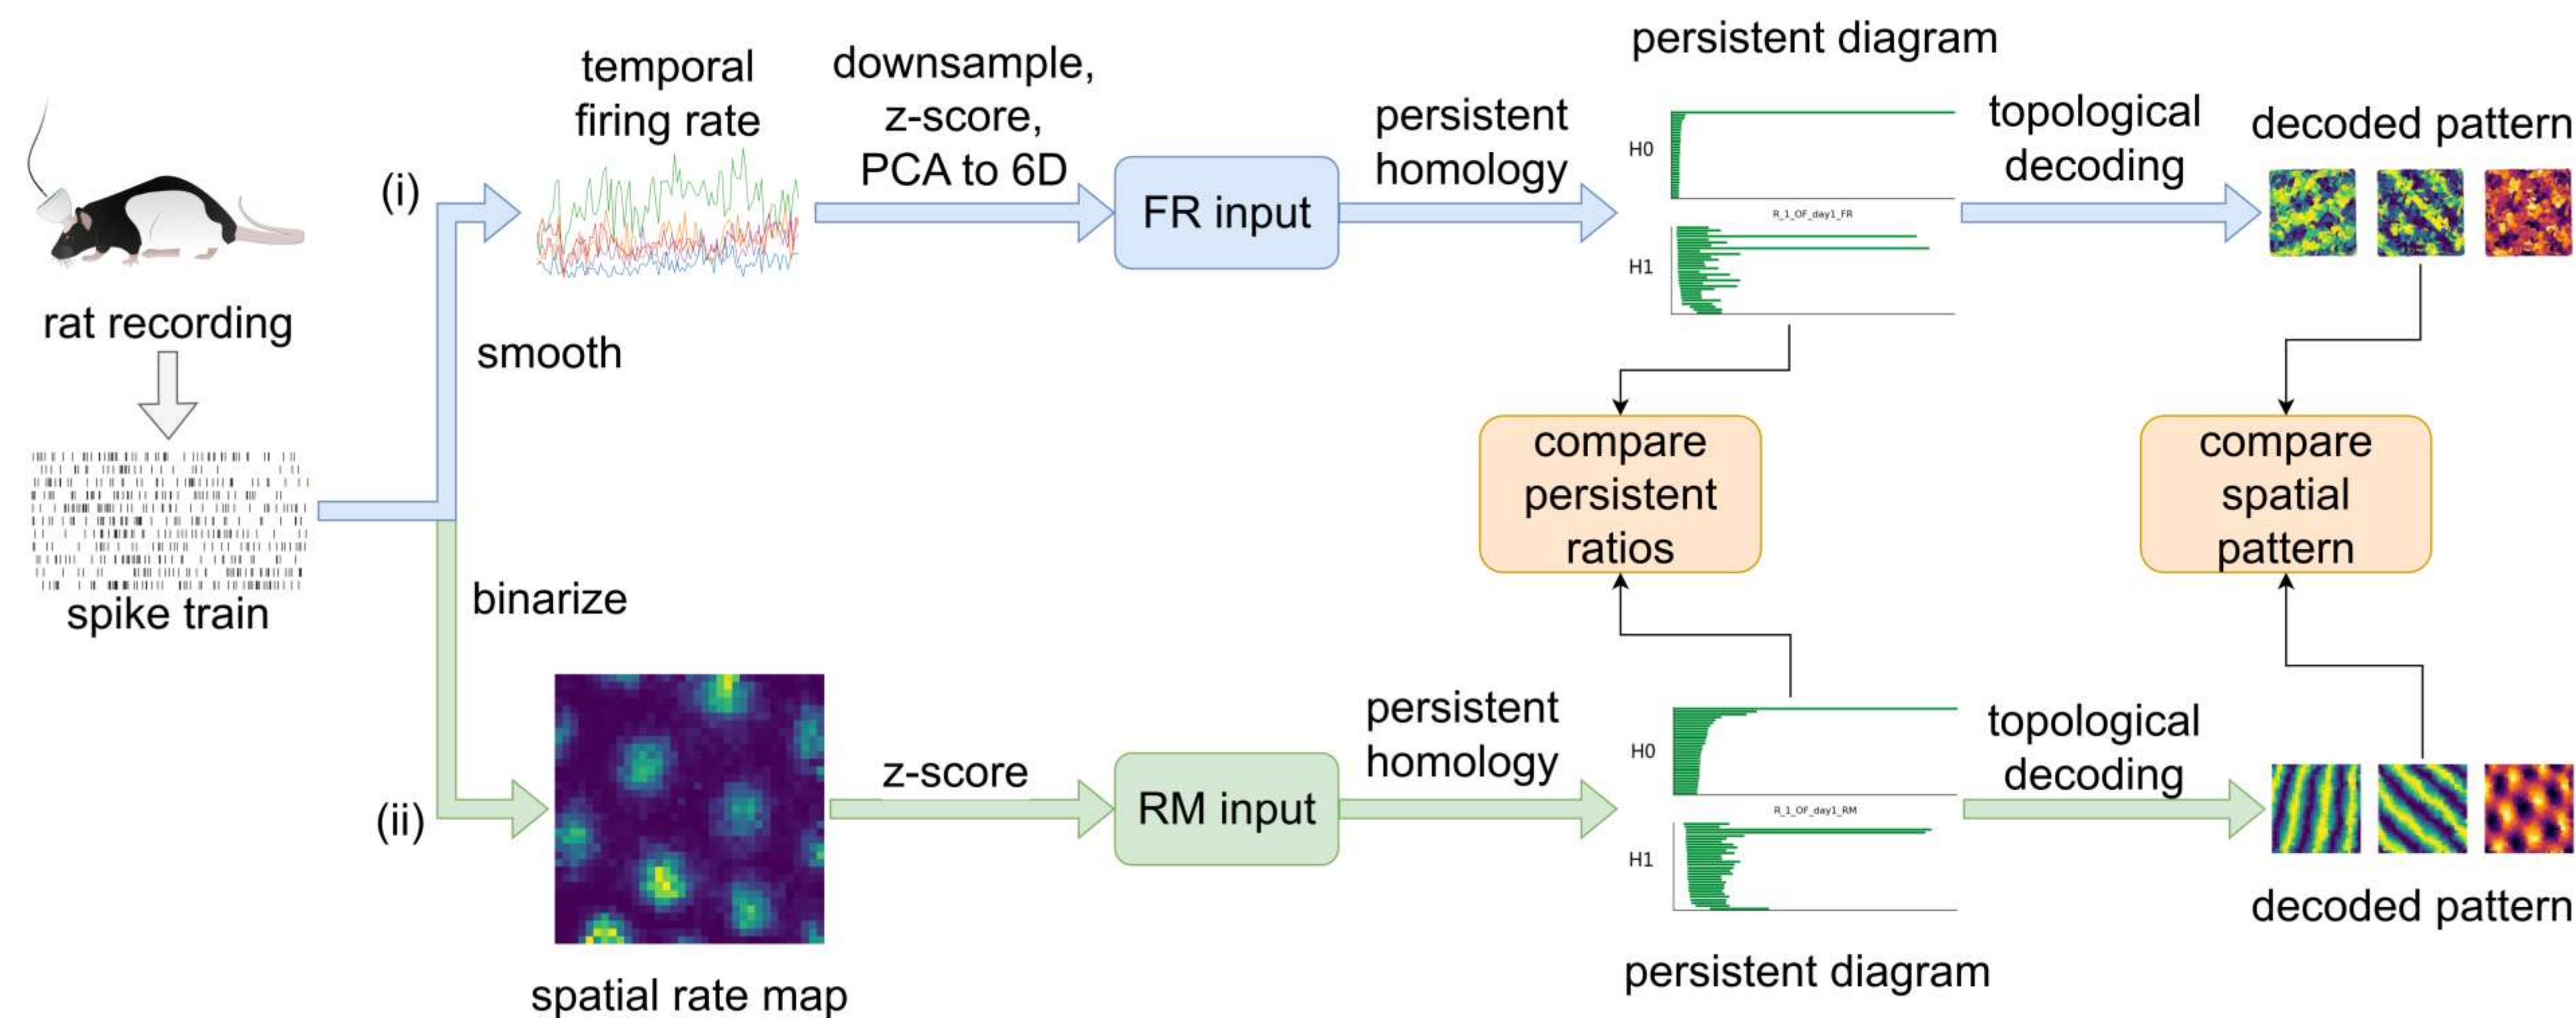 rat recording
spike train
(i)
smooth
temporal
firing rate
downsample,
z-score,
PCA to 6D
FR input
persistent
homology
persistent diagram
H0
R_1_OF_day1_FR
H1
topological
decoding
decoded pattern
compare
persistent
ratios
compare
spatial
pattern
binarize
(ii)
spatial rate map
z-score
RM input
persistent
homology
H0
R_1_OF_day1_RM
H1
persistent diagram
topological
decoding
decoded pattern